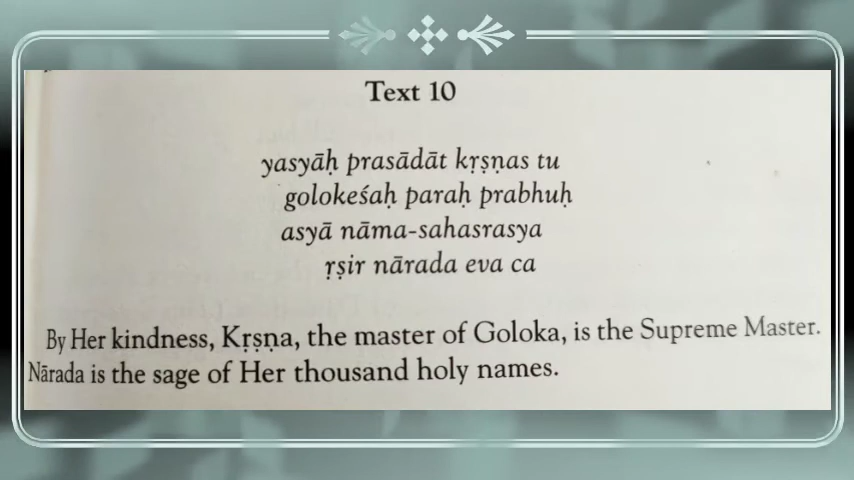 Text 10
yasyāḥ prasādāt kṛṣṇas tu
golokeśaḥ paraḥ prabhuḥ
asyā nāma-sahasrasya
ṛṣir nārada eva ca
By Her kindness, Kṛṣṇa, the master of Goloka, is the Supreme Master.
Nārada is the sage of Her thousand holy names.